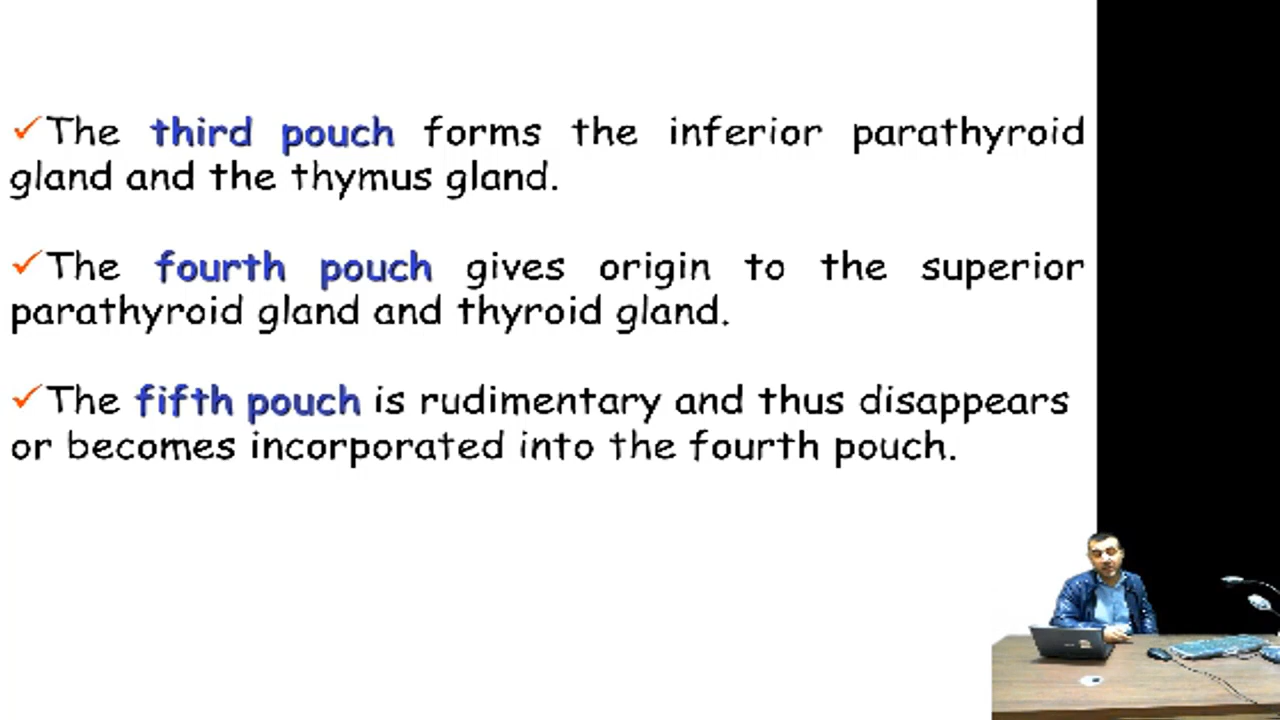 ✓The third pouch forms the inferior parathyroid
gland and the thymus gland.
✓The fourth pouch gives origin to the superior
parathyroid gland and thyroid gland.
✓The fifth pouch is rudimentary and thus disappears
or becomes incorporated into the fourth pouch.